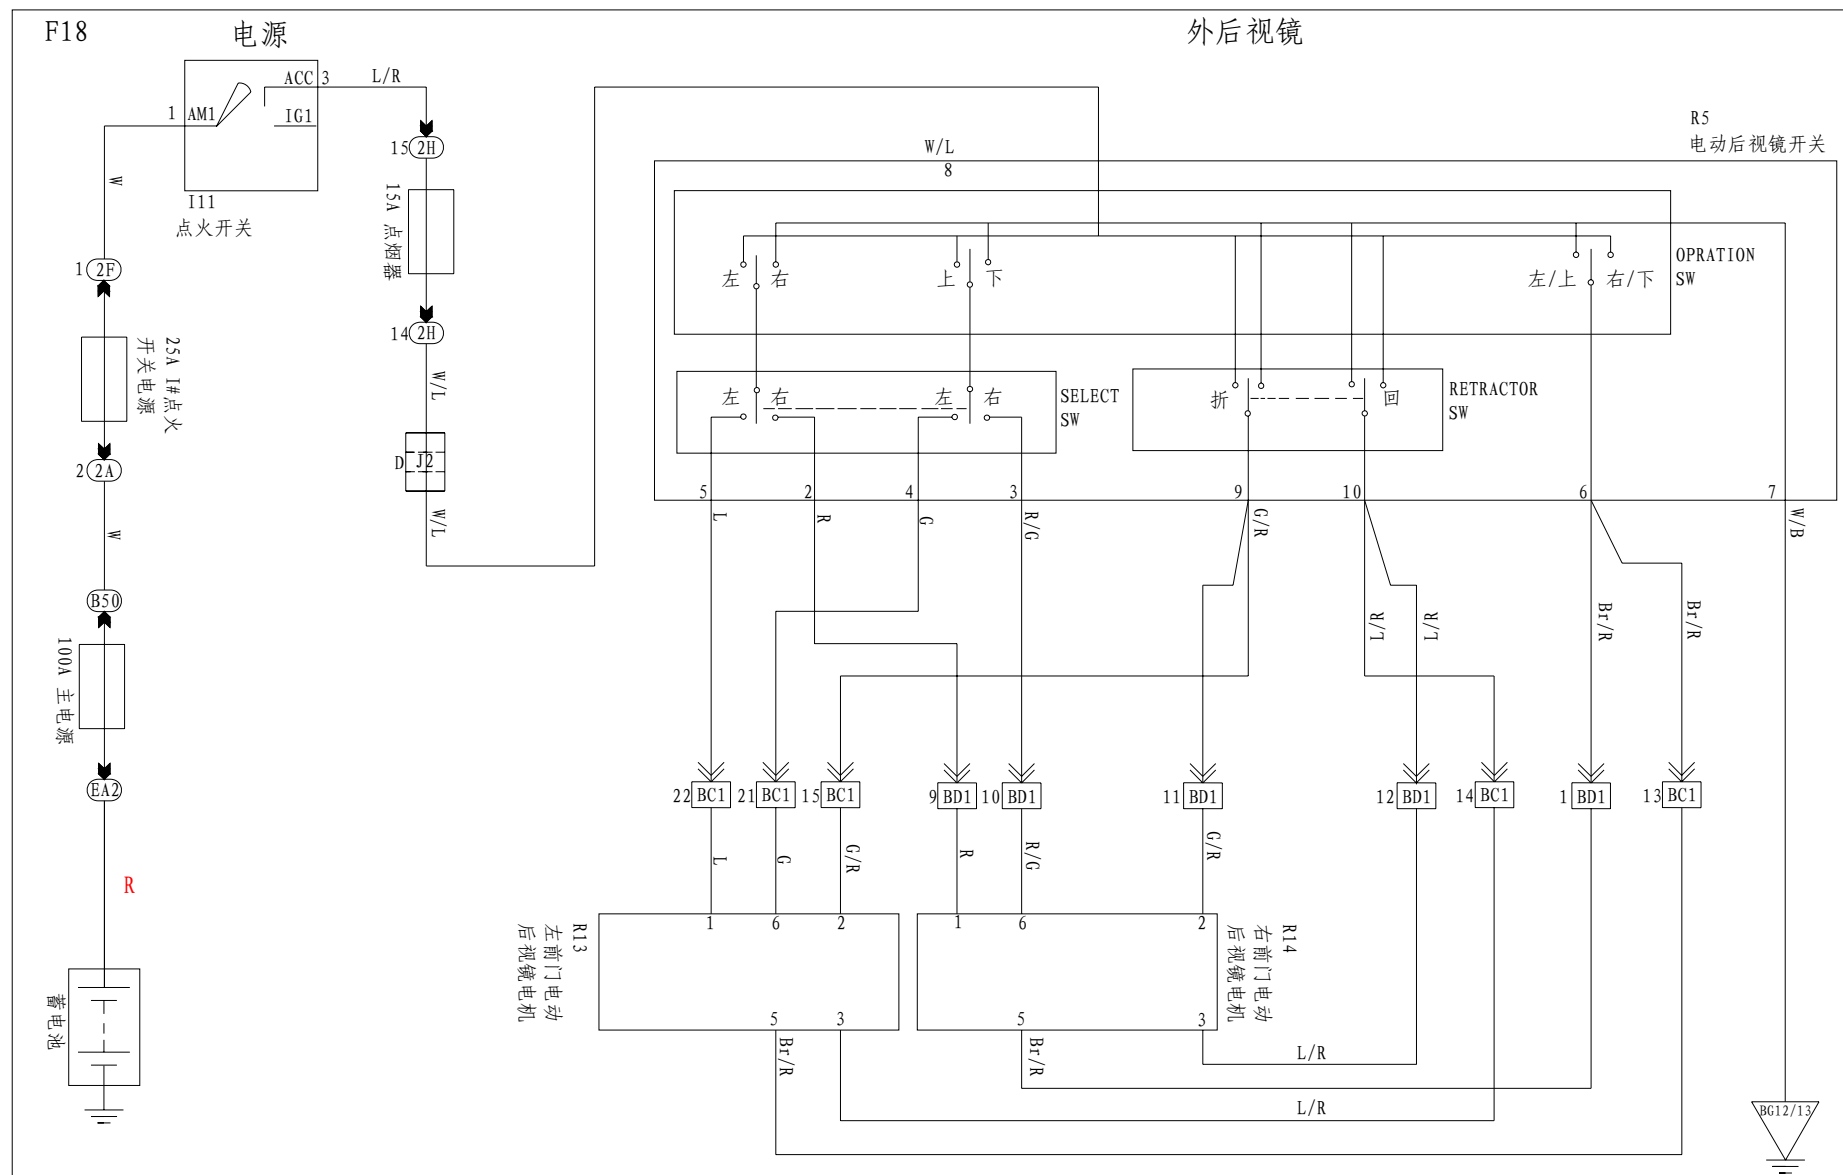 F18
电源
外后视镜
ACC 3
L/R
1
AM1
IG1
I11
点火开关
W
15 2H
15A 点烟器
14 2H
W/L
D J2
W/L
1 2F
25A I#点火
开关电源
2 2A
W
B50
100A 主电源
EA2
R
蓄电池
R5
电动后视镜开关
W/L
8
OPRATION
SW
左 右
上 下
左/上 右/下
左 右
左 右
SELECT
SW
折
回
RETRACTOR
SW
5 2 4 3 9 10 6 7
L R G R/G G/R W/B
L/R L/R Br/R Br/R
22 BC1 21 BC1 15 BC1 9 BD1 10 BD1 11 BD1 12 BD1 14 BC1 1 BD1 13 BC1
L G G/R R R/G G/R
1 6 2
1 6 2
R13
左前门电动
后视镜电机
R14
右前门电动
后视镜电机
5 3
5 3
Br/R
Br/R
L/R
L/R
BG12/13